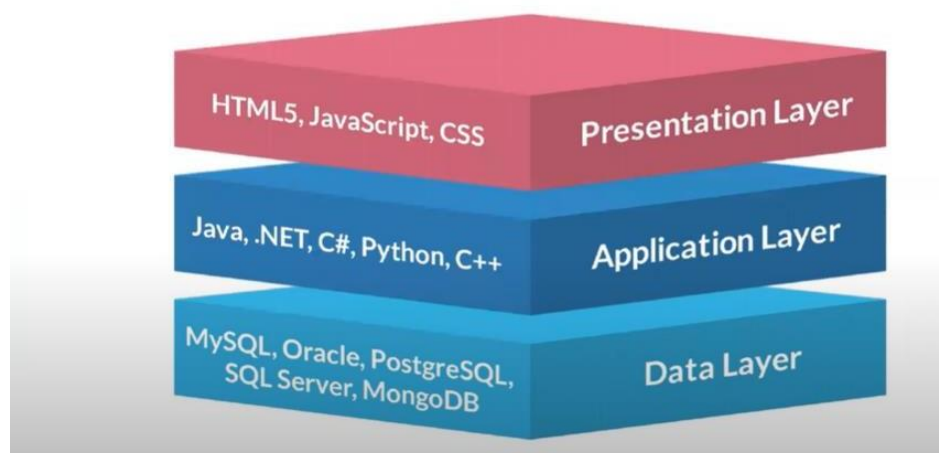 HTML5, JavaScript, CSS
Presentation Layer
Java, .NET, C#, Python, C++
Application Layer
MySQL, Oracle, PostgreSQL,
SQL Server, MongoDB
Data Layer